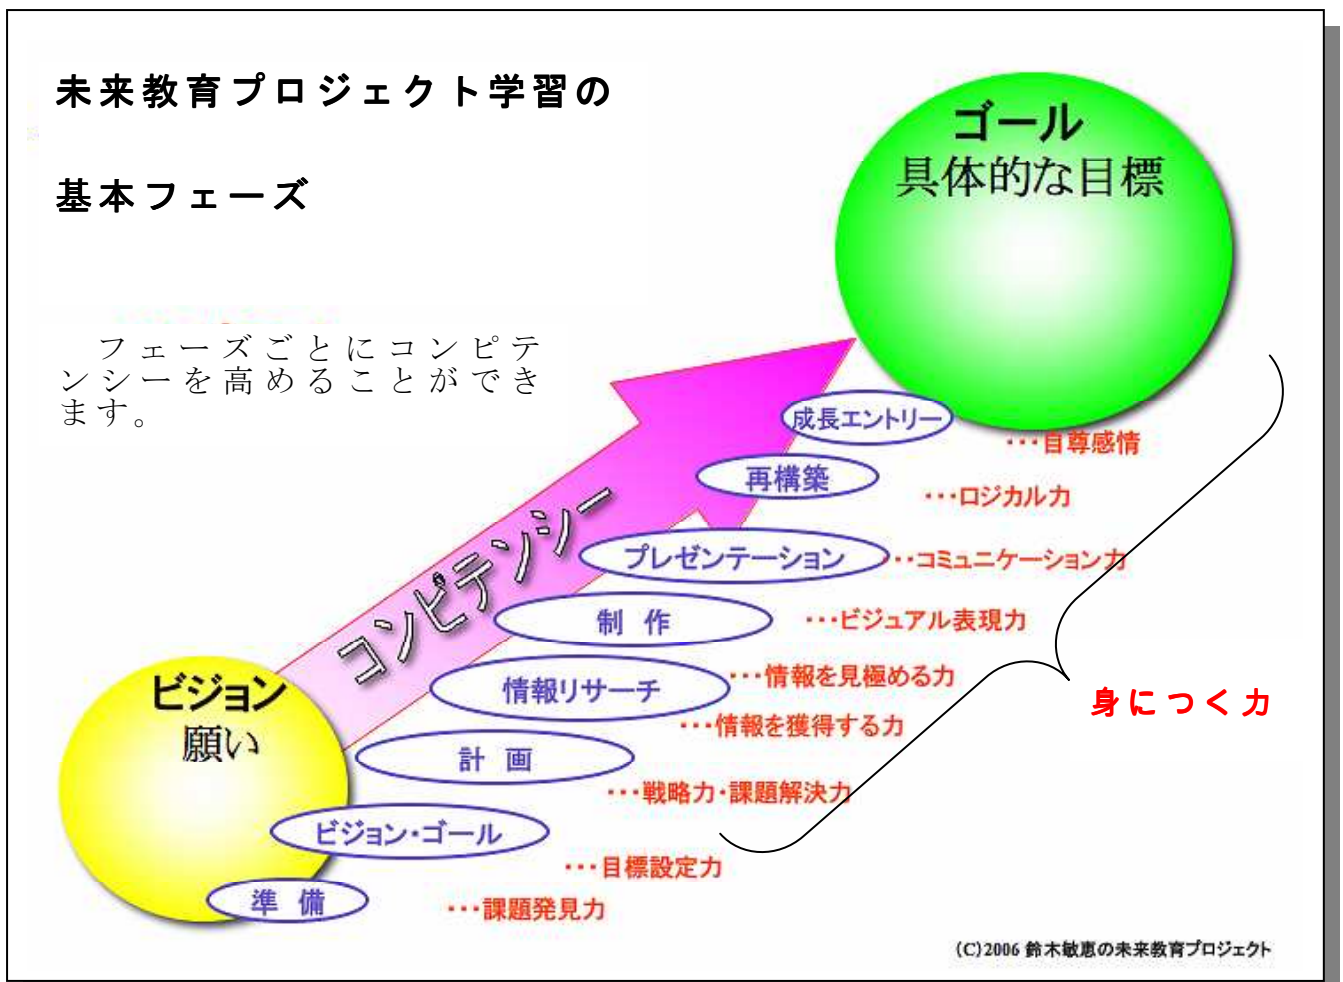 未来教育プロジェクト学習の
基本フェーズ
フェーズごとにコンピテ
ンシーを高めることができ
ます。
ゴール
具体的な目標
コンピテンシー
ビジョン
願い
成長エントリー
・・・自尊感情
再構築
・・・ロジカル力
プレゼンテーション
・・コミュニケーション力
制 作
・・・ビジュアル表現力
情報リサーチ
・・・情報を見極める力
・・・情報を獲得する力
計 画
・・・戦略力・課題解決力
ビジョン・ゴール
・・・目標設定力
準 備
・・・課題発見力
身につく力
(C)2006 鈴木敏恵の未来教育プロジェクト